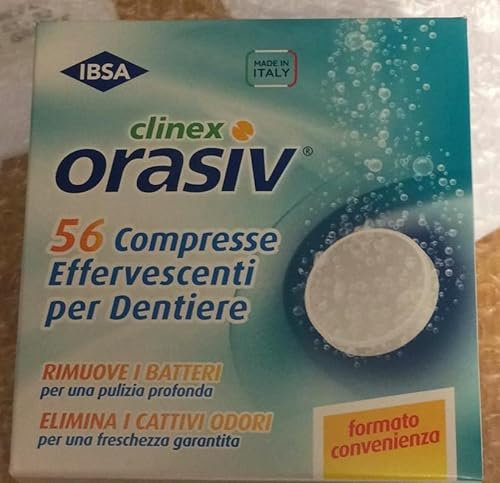 IBSA
MADE IN
ITALY
clinex
orasiv®
56 Compresse
Effervescenti
per Dentiere
RIMUOVE I BATTERI
per una pulizia profonda
ELIMINA I CATTIVI ODORI
per una freschezza garantita
formato
convenienza